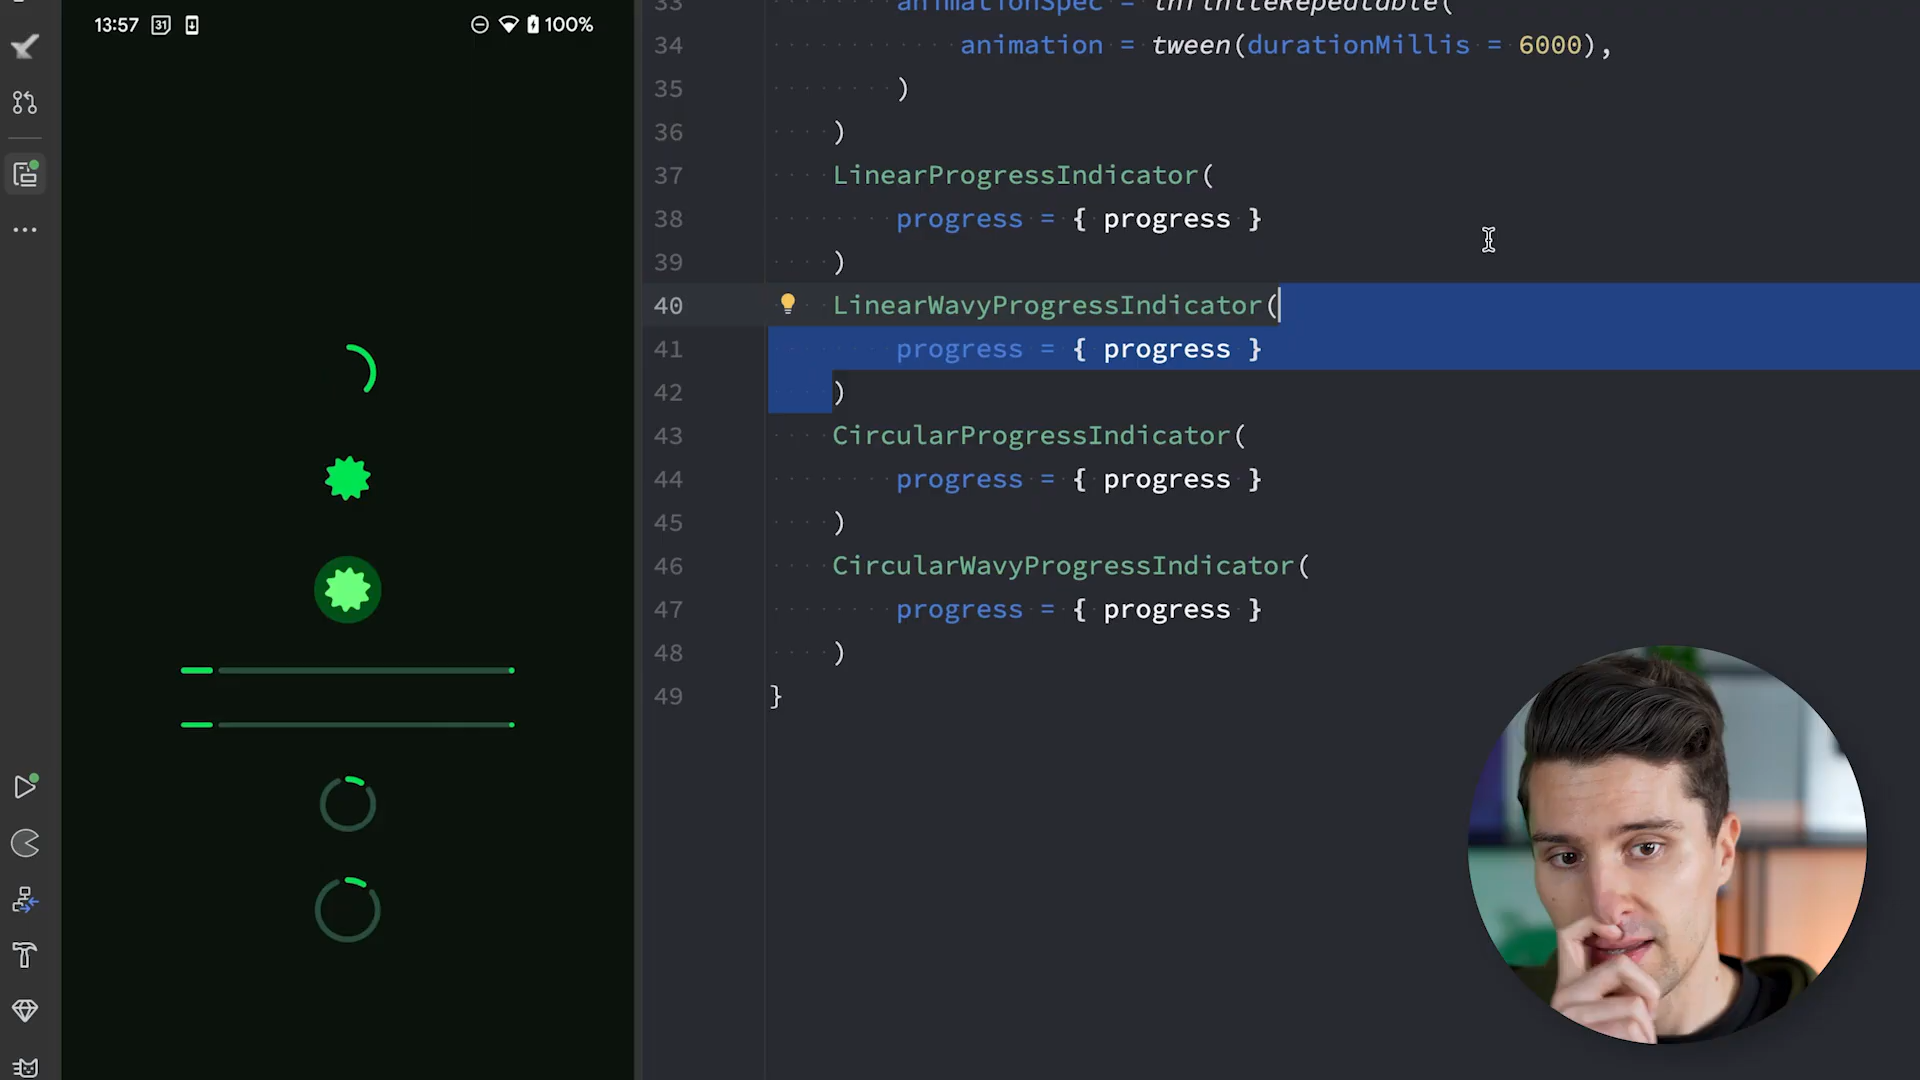 13:57 31 100%
33 animationSpec = infiniteRepeatable(
34 animation = tween(durationMillis = 6000),
35 )
36 )
37 LinearProgressIndicator(
38 progress = { progress }
39 )
40 LinearWavyProgressIndicator(
41 progress = { progress }
42 )
43 CircularProgressIndicator(
44 progress = { progress }
45 )
46 CircularWavyProgressIndicator(
47 progress = { progress }
48 )
49 }